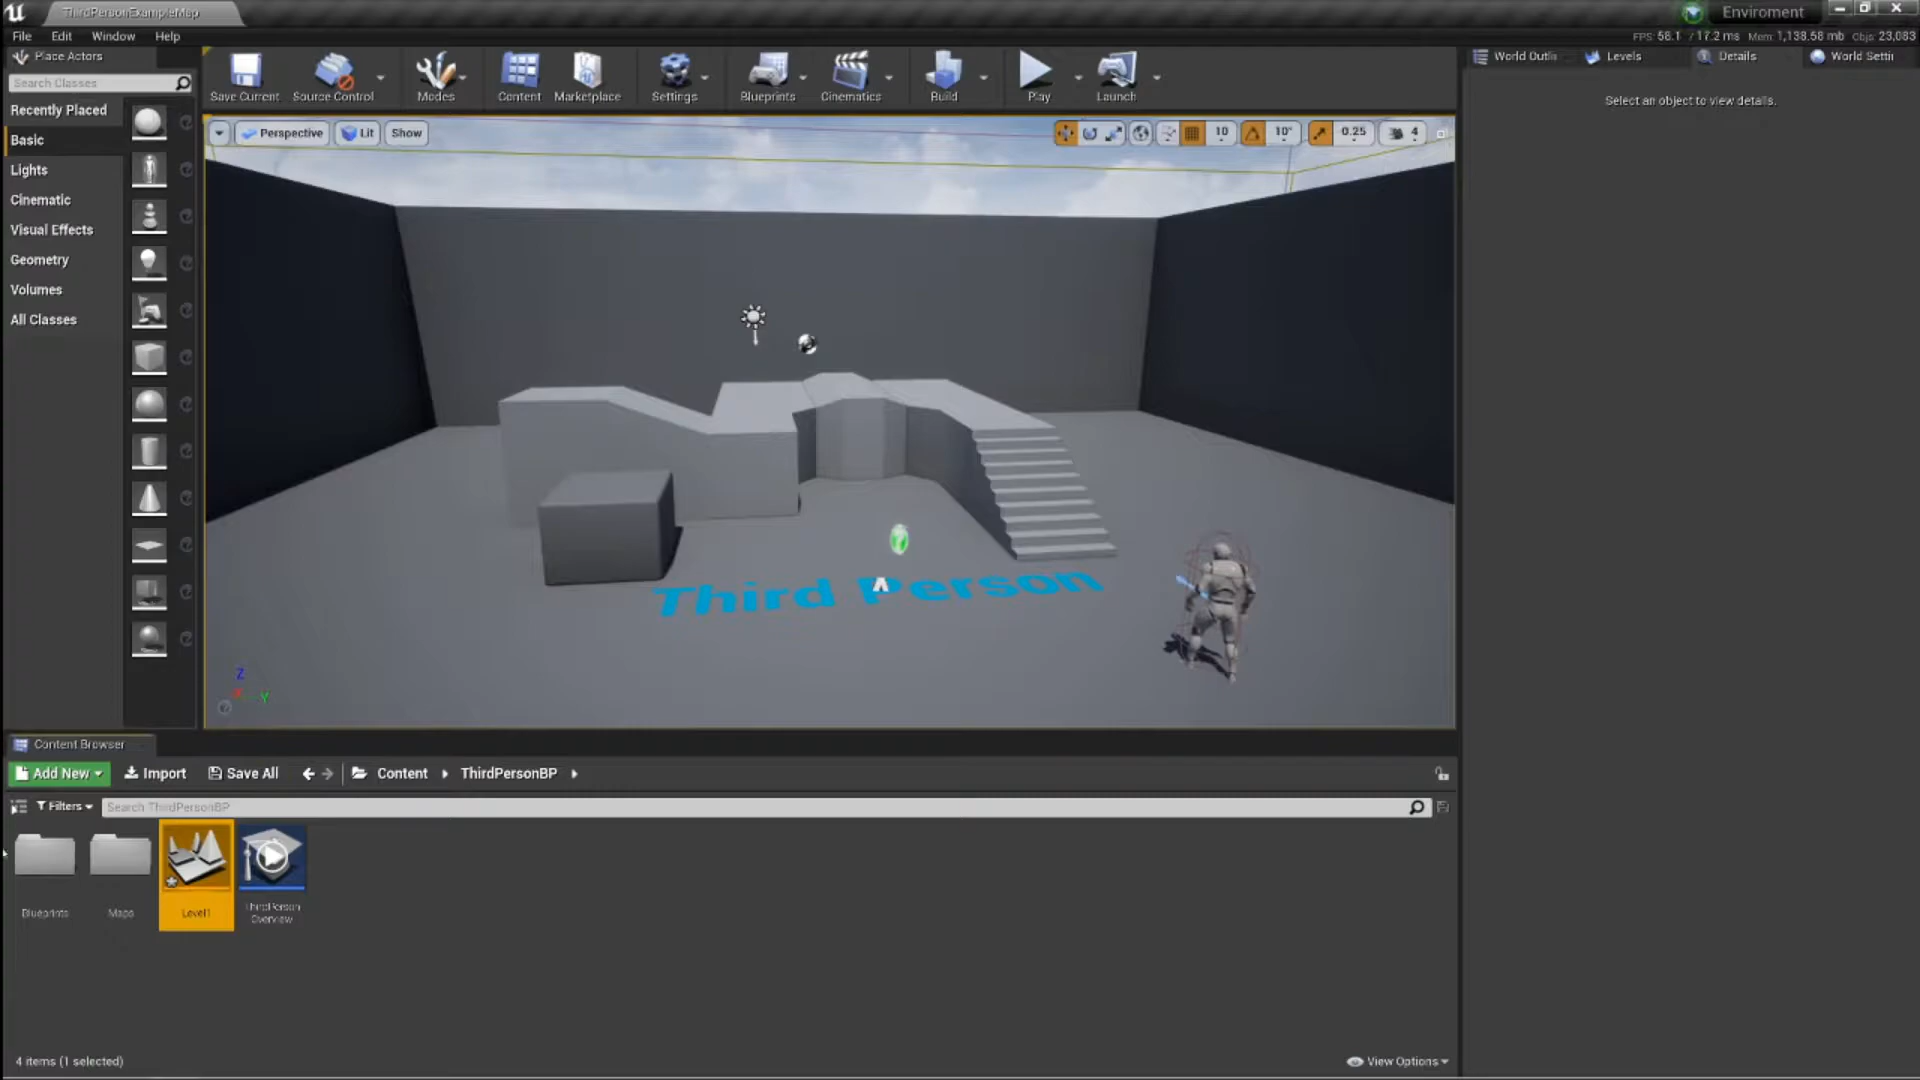 ThirdPersonExampleMap
Enviroment
File Edit Window Help
FPS: 58.1 / 17.2 ms Mem: 1,138.58 mb Objs: 23,083
Place Actors
Search Classes
Recently Placed
Basic
Lights
Cinematic
Visual Effects
Geometry
Volumes
All Classes
Save Current Source Control Modes Content Marketplace Settings Blueprints Cinematics Build Play Launch
Perspective Lit Show
10 10° 0.25 4
Third Person
Z
Y
World Outli Levels Details World Setti
Select an object to view details.
Content Browser
Add New Import Save All Content ThirdPersonBP
Filters Search ThirdPersonBP
Blueprints Maps Level1 ThirdPerson
Overview
4 items (1 selected)
View Options